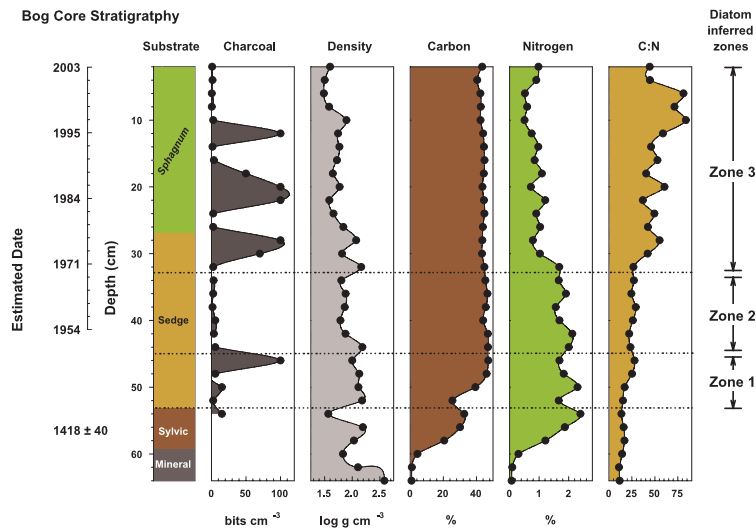 Bog Core Stratigraphy
Diatom
inferred
zones
Substrate Charcoal Density Carbon Nitrogen C:N
2003
1995
1984
1971
1954
1418 ± 40
Estimated Date
10
20
30
40
50
60
Depth (cm)
Sphagnum
Sedge
Sylvic
Mineral
Zone 3
Zone 2
Zone 1
0 50 100
1.5 2.0 2.5
0 20 40
0 1 2
0 25 50 75
bits cm -3
log g cm -3
%
%